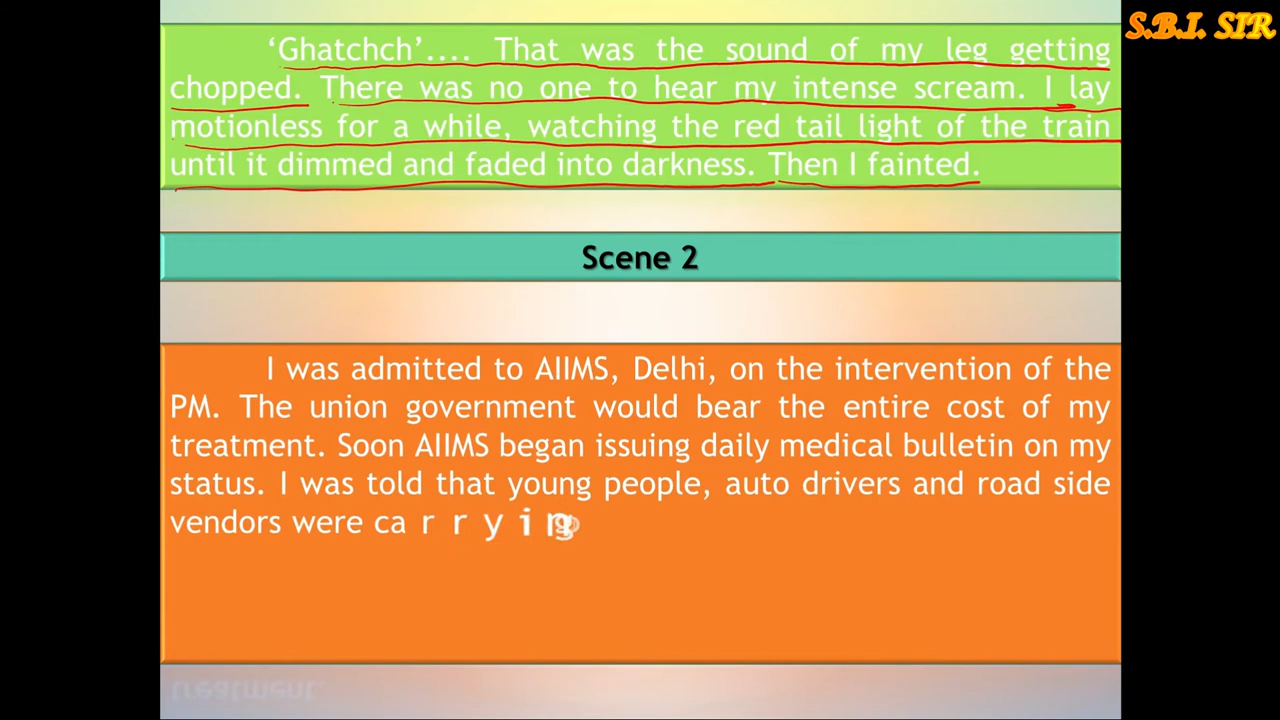 S.B.I. SIR
‘Ghatchch’.... That was the sound of my leg getting
chopped. There was no one to hear my intense scream. I lay
motionless for a while, watching the red tail light of the train
until it dimmed and faded into darkness. Then I fainted.
Scene 2
I was admitted to AIIMS, Delhi, on the intervention of the
PM. The union government would bear the entire cost of my
treatment. Soon AIIMS began issuing daily medical bulletin on my
status. I was told that young people, auto drivers and road side
vendors were carrying
treatment.